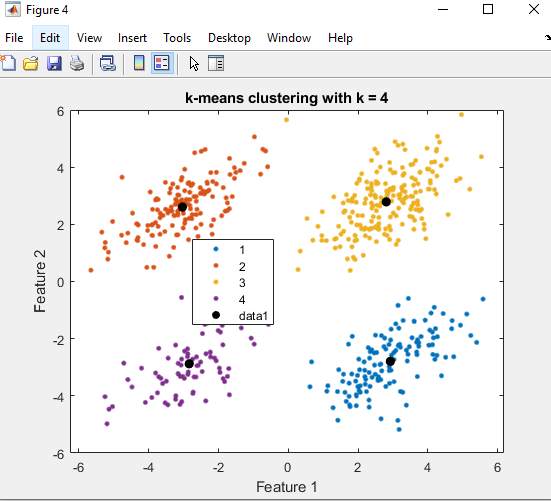 Figure 4
File Edit View Insert Tools Desktop Window Help
k-means clustering with k = 4
6
4
2
0
-2
-4
-6
Feature 2
1
2
3
4
data1
-6 -4 -2 0 2 4 6
Feature 1